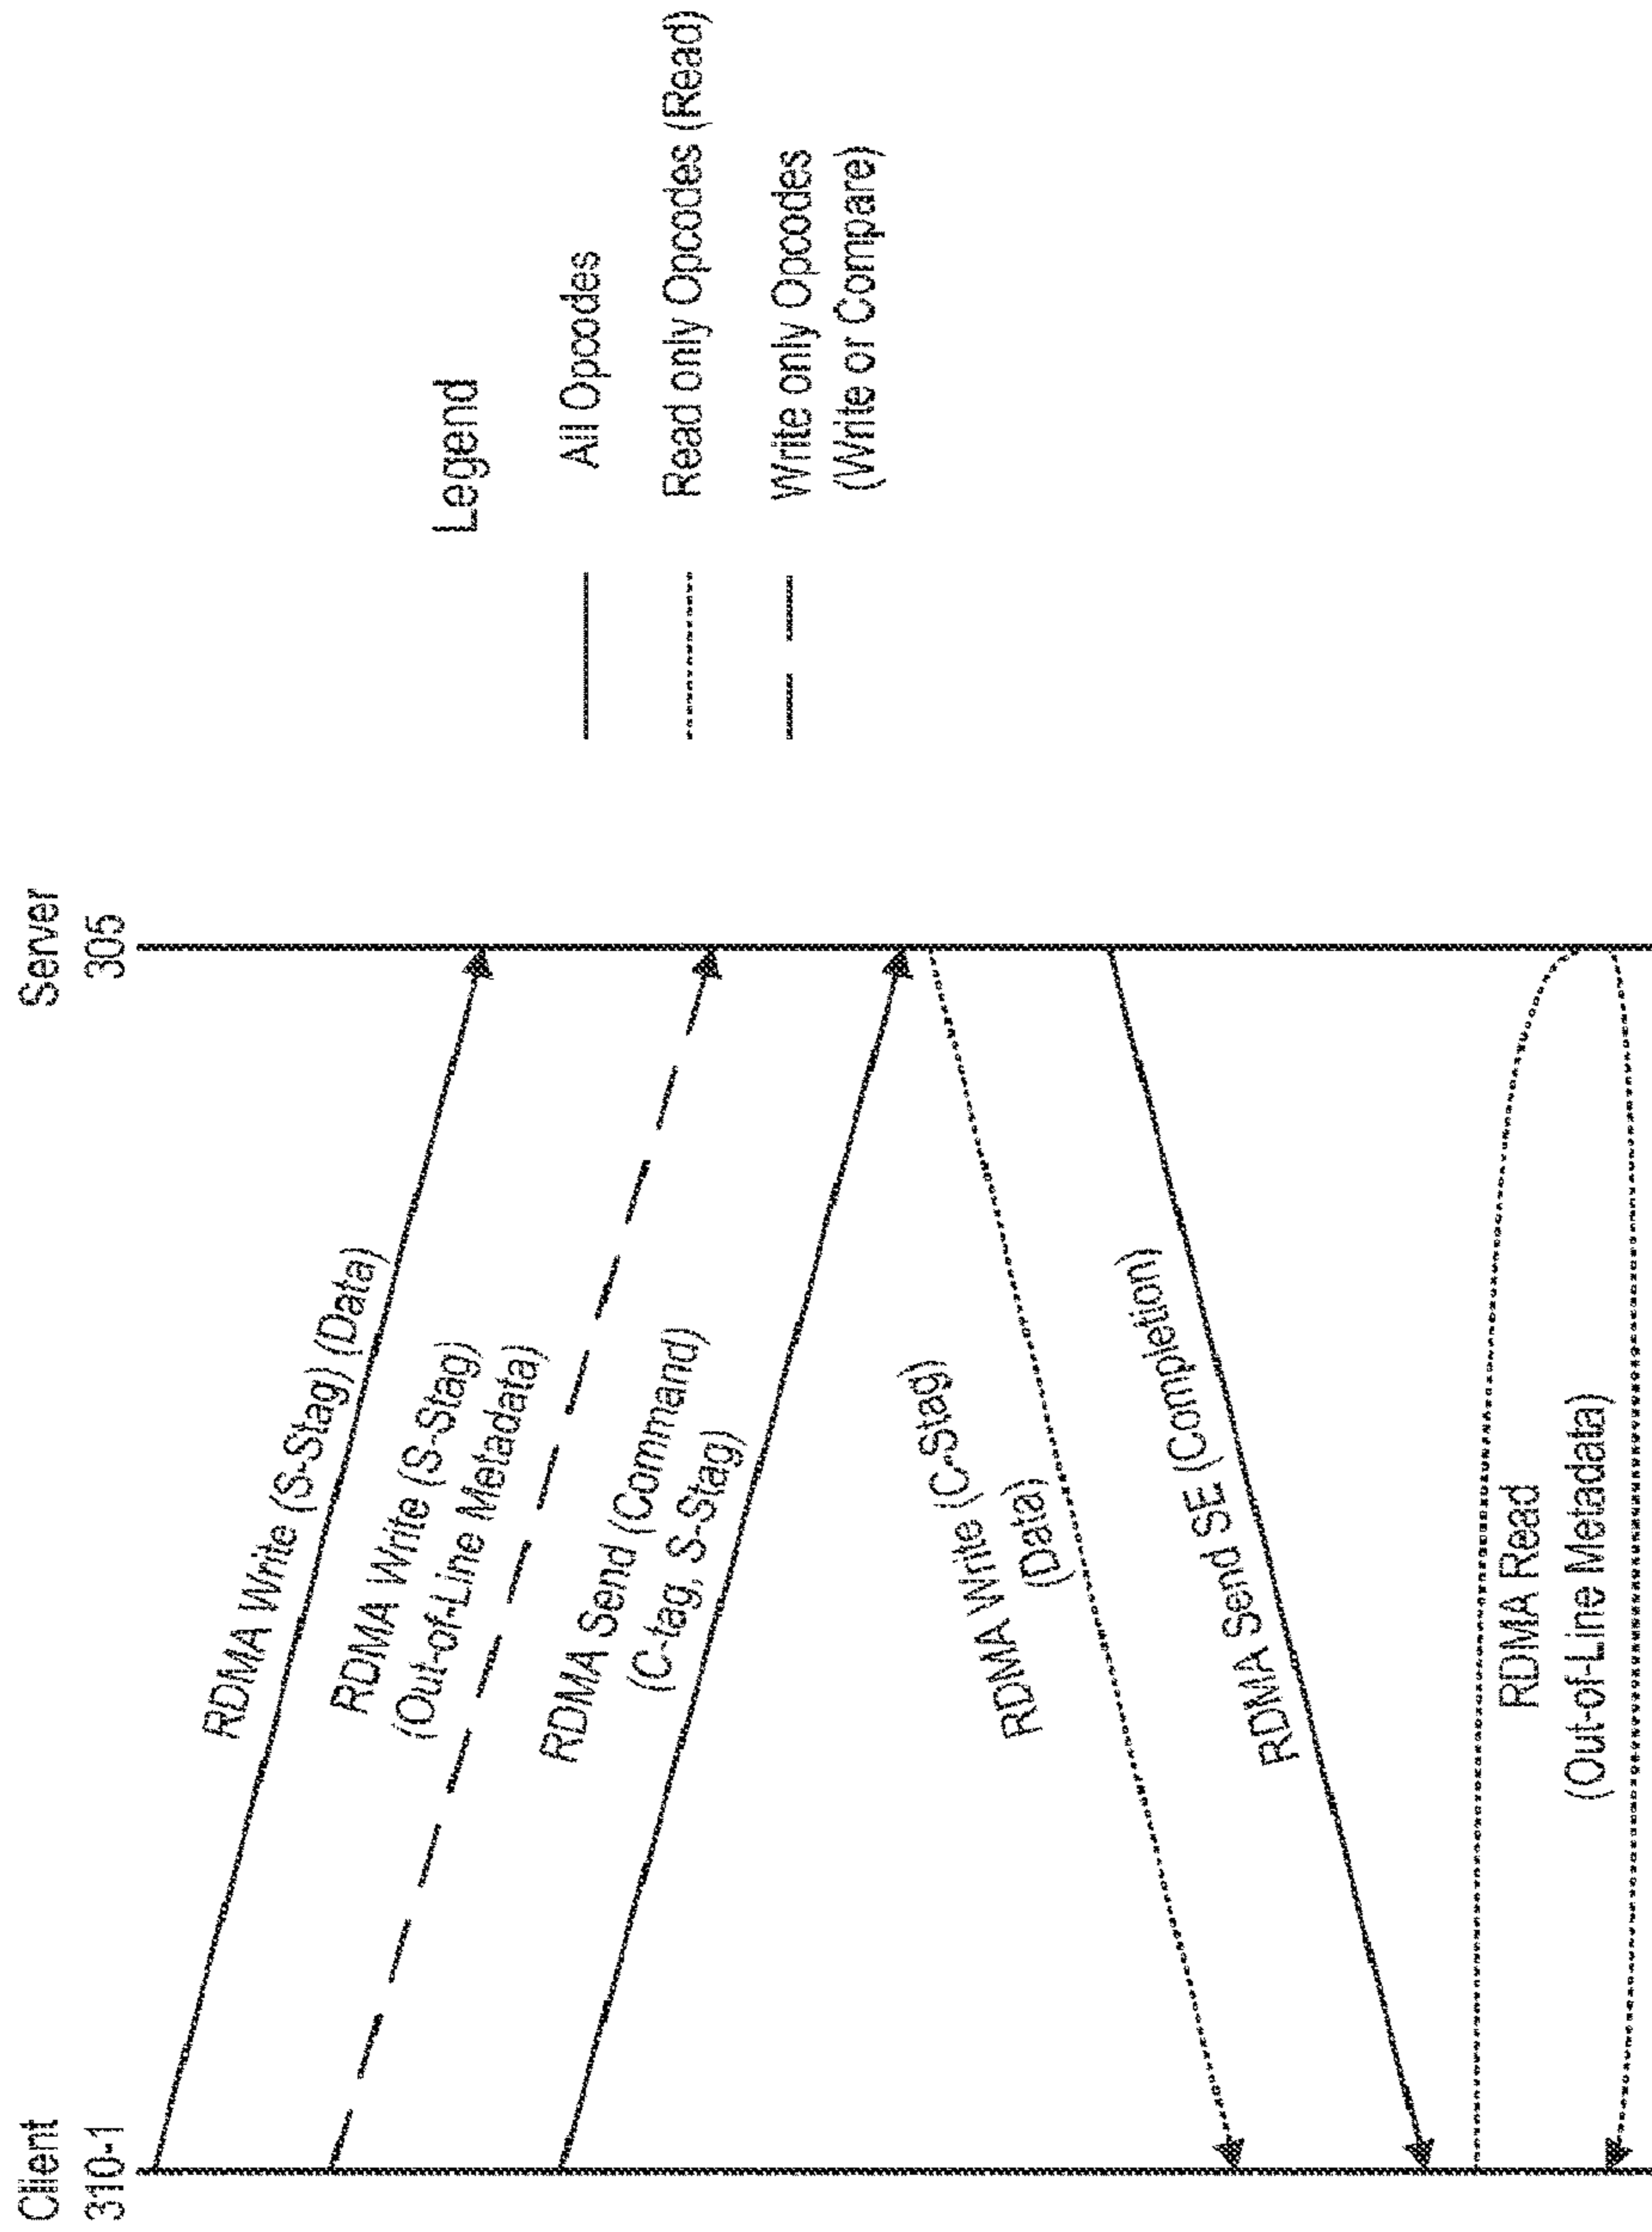 Client
310-1
Server
305
RDMA Write (S-Stag) (Data)
RDMA Write (S-Stag)
(Out-of-Line Metadata)
RDMA Send (Command)
(C-tag, S-Stag)
RDMA Write (C-Stag)
(Data)
RDMA Send SE (Completion)
RDMA Read
(Out-of-Line Metadata)
Legend
All Opcodes
Read only Opcodes (Read)
Write only Opcodes
(Write or Compare)